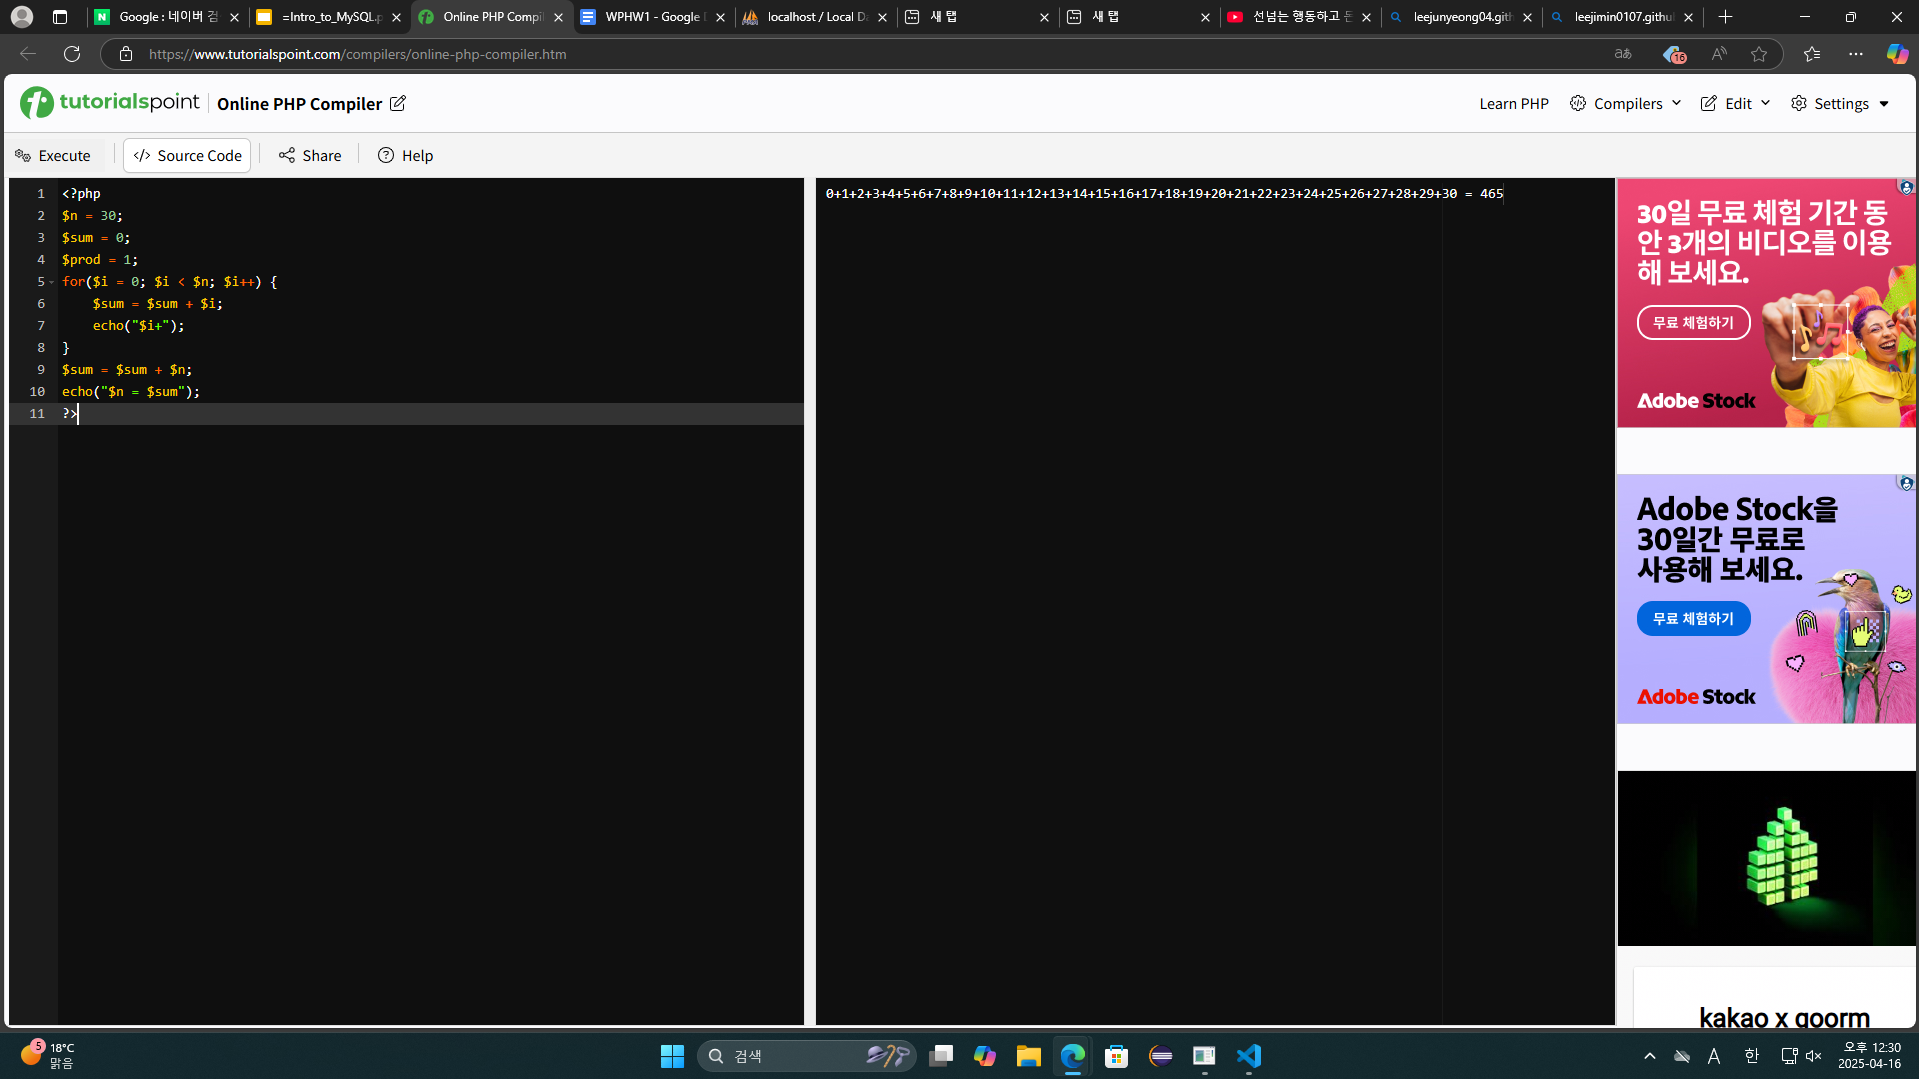 Google : 네이버 검
=Intro_to_MySQL.p
Online PHP Compil
WPHW1 - Google D
localhost / Local Da
새 탭
새 탭
선넘는 행동하고 돈
leejunyeong04.gith
leejimin0107.githu
https://www.tutorialspoint.com/compilers/online-php-compiler.htm
16
tutorialspoint
Online PHP Compiler
Learn PHP
Compilers
Edit
Settings
Execute
</> Source Code
Share
Help
1 <?php
2 $n = 30;
3 $sum = 0;
4 $prod = 1;
5 for($i = 0; $i < $n; $i++) {
6 $sum = $sum + $i;
7 echo("$i+");
8 }
9 $sum = $sum + $n;
10 echo("$n = $sum");
11 ?>
0+1+2+3+4+5+6+7+8+9+10+11+12+13+14+15+16+17+18+19+20+21+22+23+24+25+26+27+28+29+30 = 465
30일 무료 체험 기간 동
안 3개의 비디오를 이용
해 보세요.
무료 체험하기
Adobe Stock
Adobe Stock을
30일간 무료로
사용해 보세요.
무료 체험하기
Adobe Stock
kakao x goorm
5
18°C
맑음
검색
A
한
오후 12:30
2025-04-16